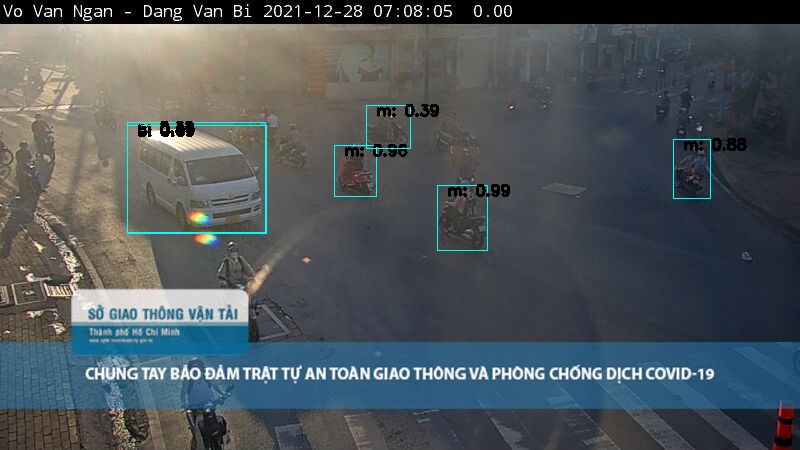 Vo Van Ngan - Dang Van Bi 2021-12-28 07:08:05 0.00
m: 0.39
m: 0.96
m: 0.88
m: 0.99
SỞ GIAO THÔNG VẬN TẢI
Thành phố Hồ Chí Minh
CHUNG TAY BẢO ĐẢM TRẬT TỰ AN TOÀN GIAO THÔNG VÀ PHÒNG CHỐNG DỊCH COVID-19